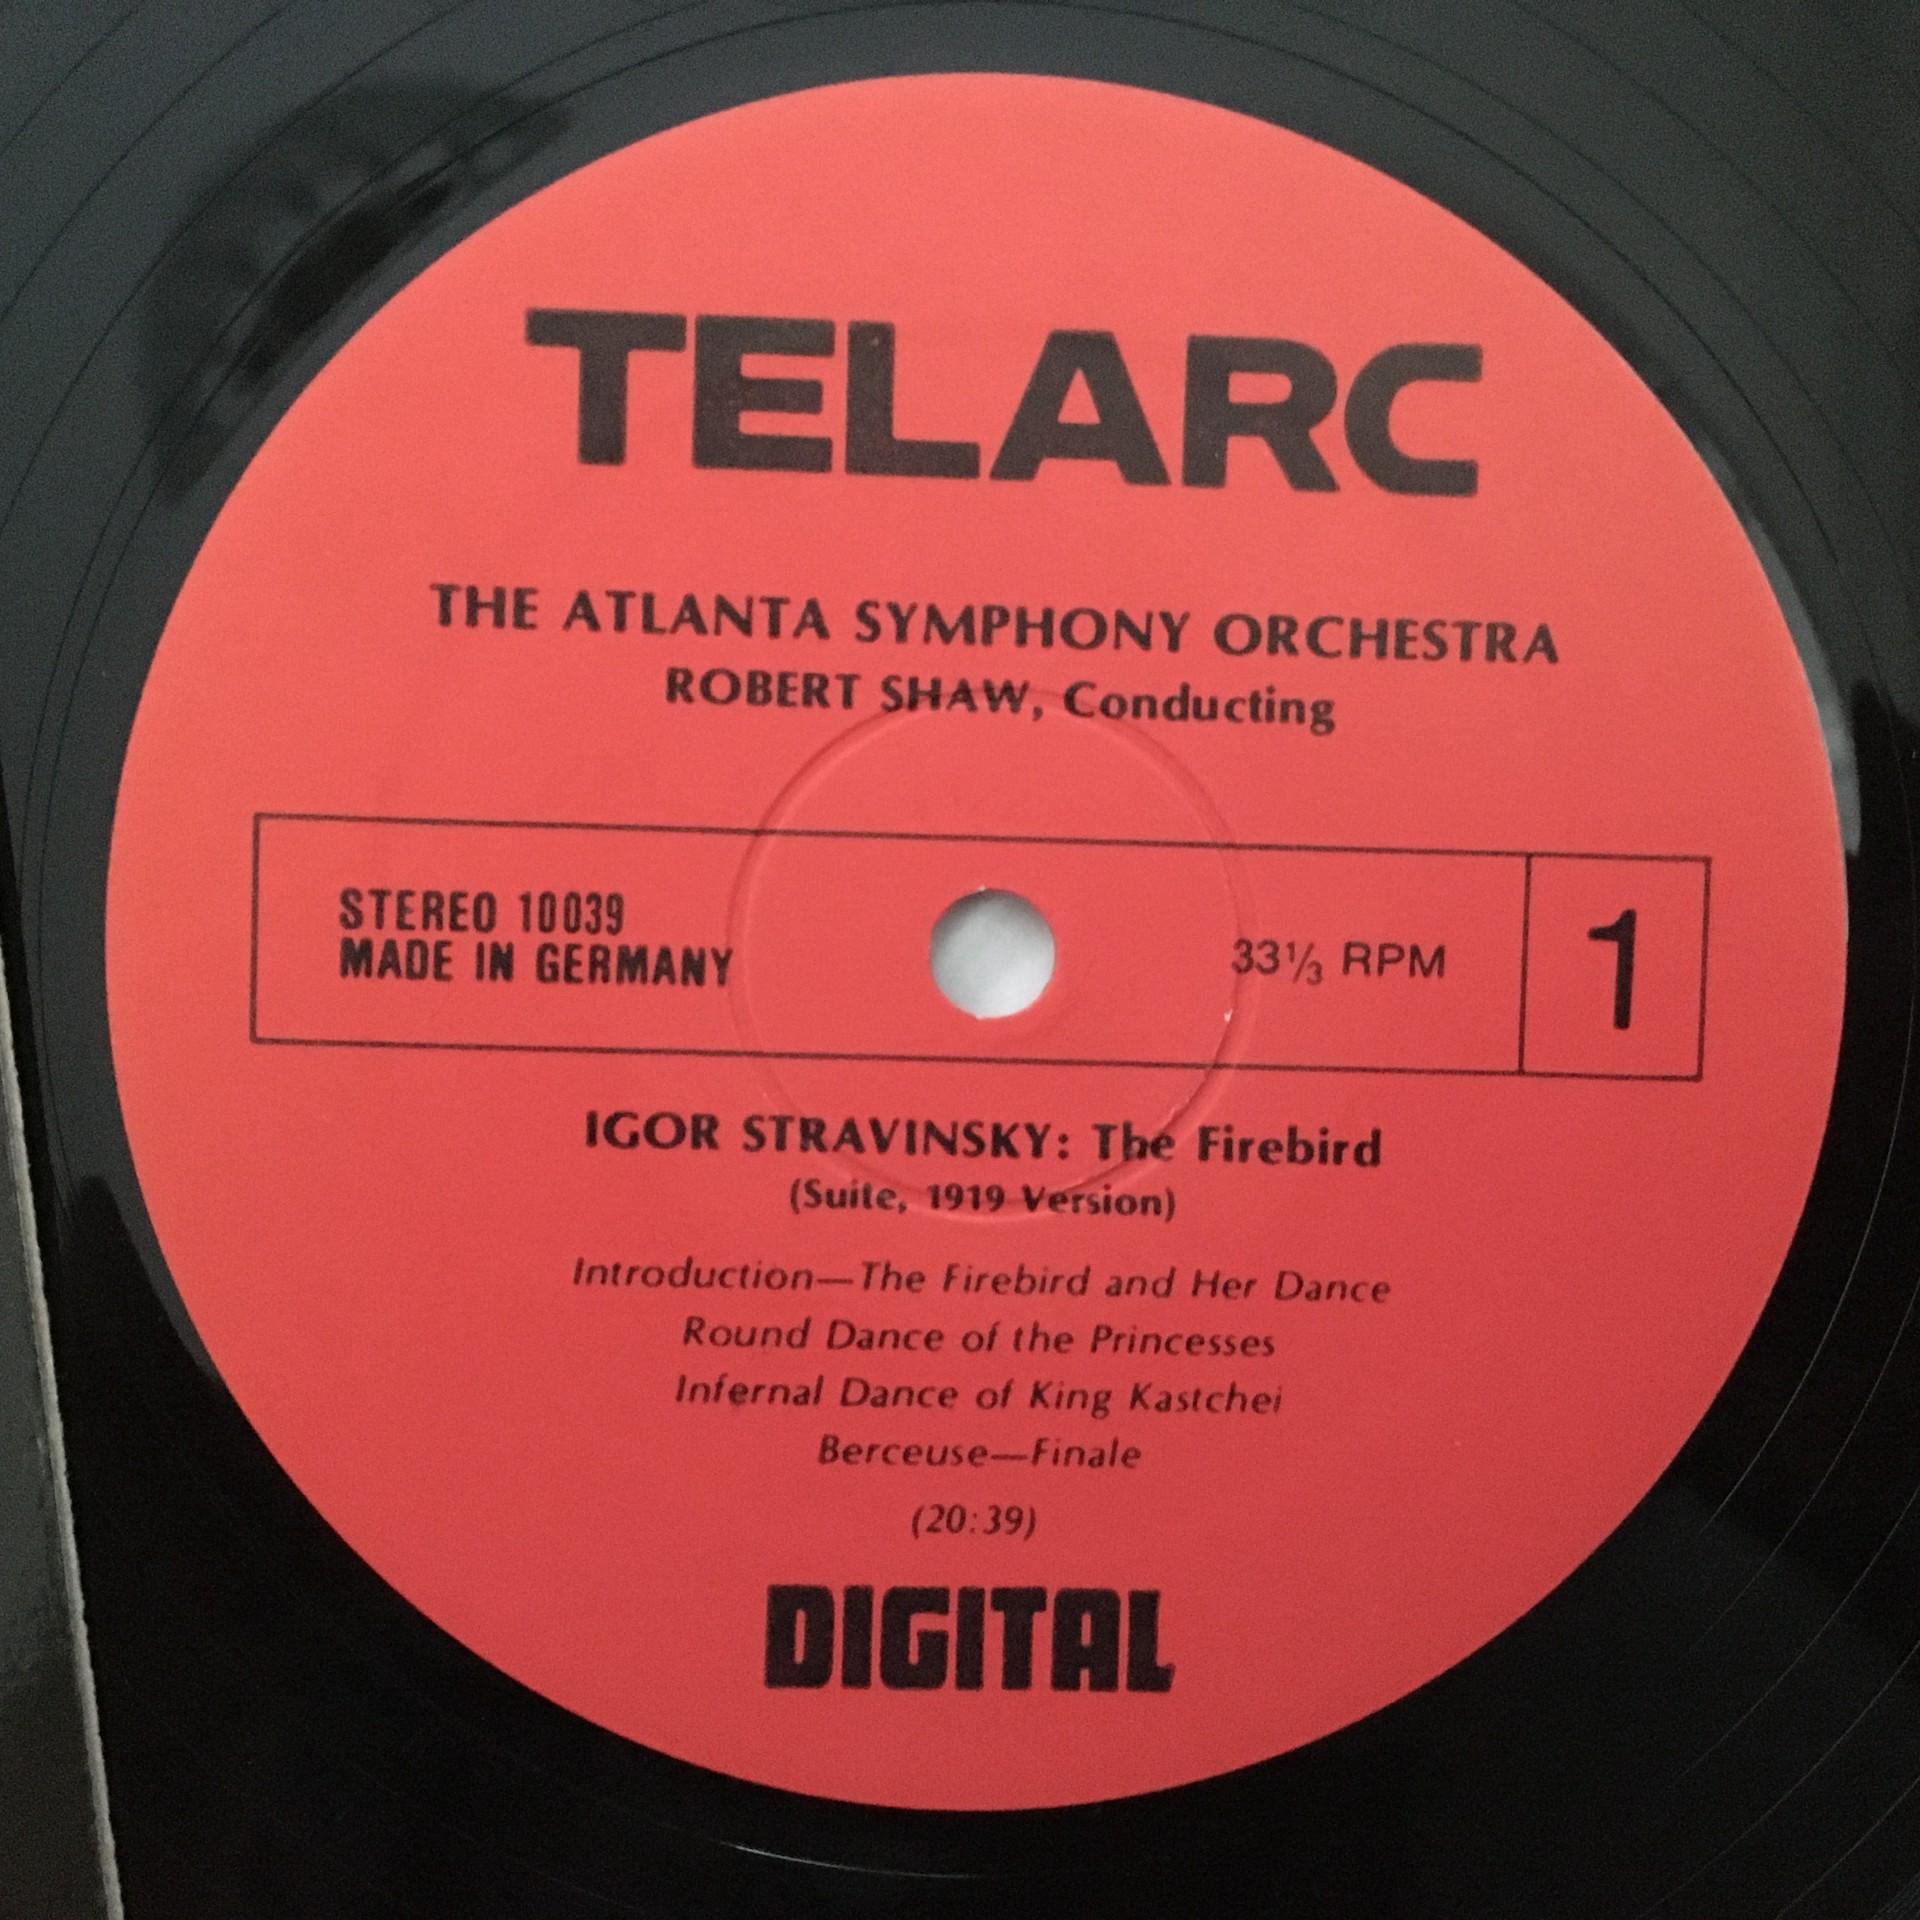 TELARC
THE ATLANTA SYMPHONY ORCHESTRA
ROBERT SHAW, Conducting
STEREO 10039
MADE IN GERMANY
33⅓ RPM
1
IGOR STRAVINSKY: The Firebird
(Suite, 1919 Version)
Introduction—The Firebird and Her Dance
Round Dance of the Princesses
Infernal Dance of King Kastchei
Berceuse—Finale
(20:39)
DIGITAL